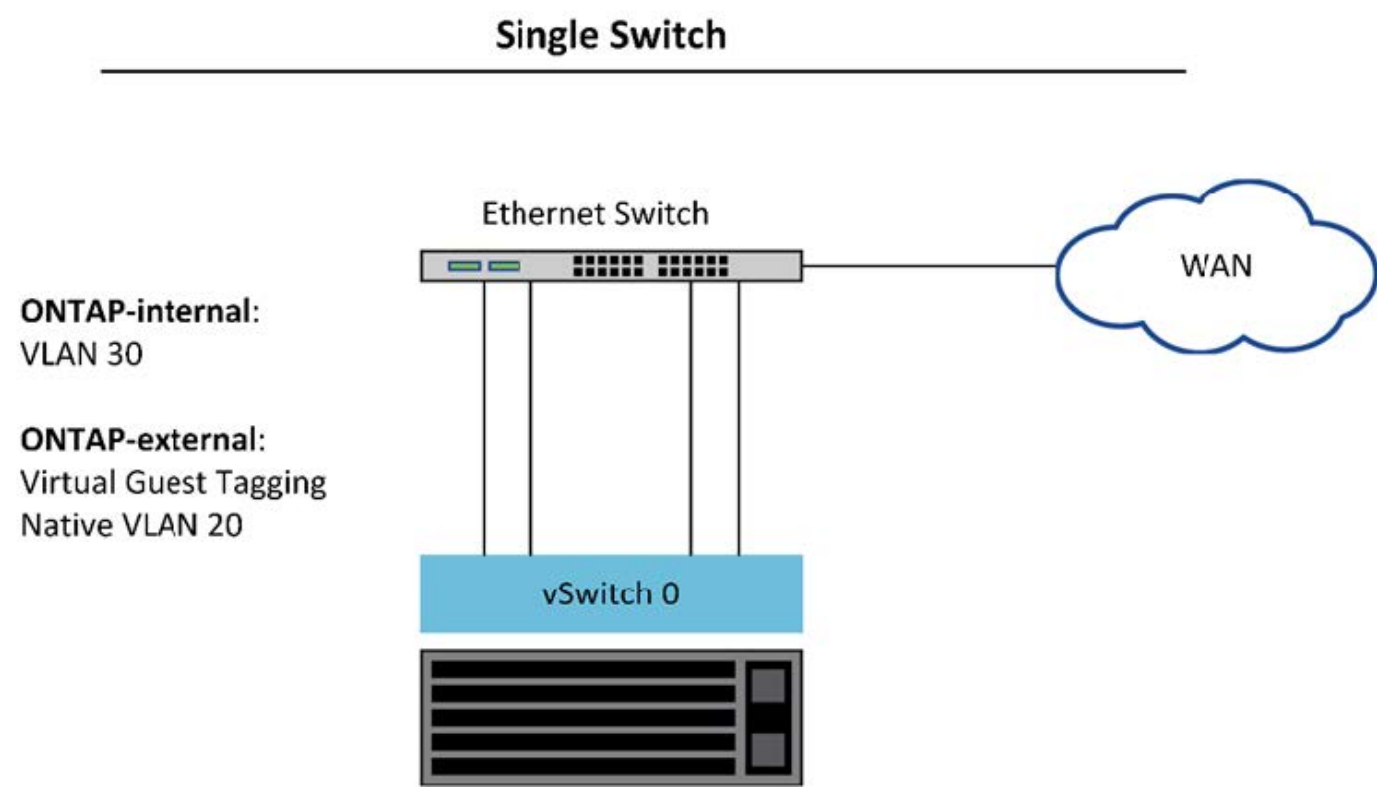 Single Switch
Ethernet Switch
WAN
ONTAP-internal:
VLAN 30
ONTAP-external:
Virtual Guest Tagging
Native VLAN 20
vSwitch 0